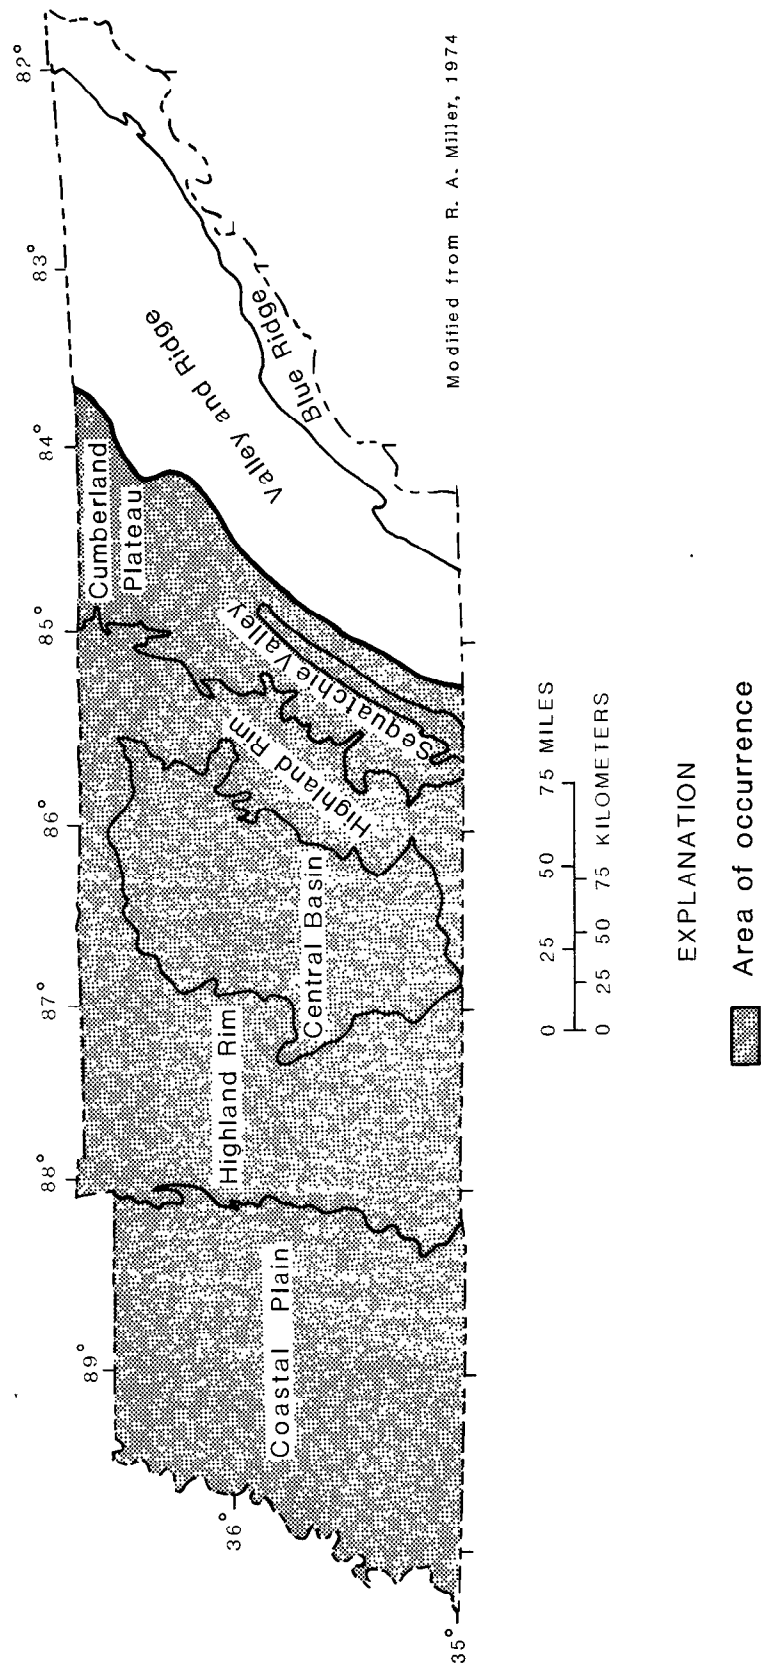 82°
83°
84°
85°
86°
87°
88°
89°
36°
35°
Cumberland
Plateau
Valley and Ridge
Blue Ridge
Sequatchie Valley
Highland Rim
Central Basin
Highland Rim
Coastal Plain
Modified from R. A. Miller, 1974
0 25 50 75 MILES
0 25 50 75 KILOMETERS
EXPLANATION
Area of occurrence